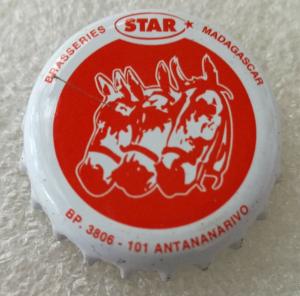 BRASSERIES STAR * MADAGASCAR
BP. 3806 - 101 ANTANANARIVO